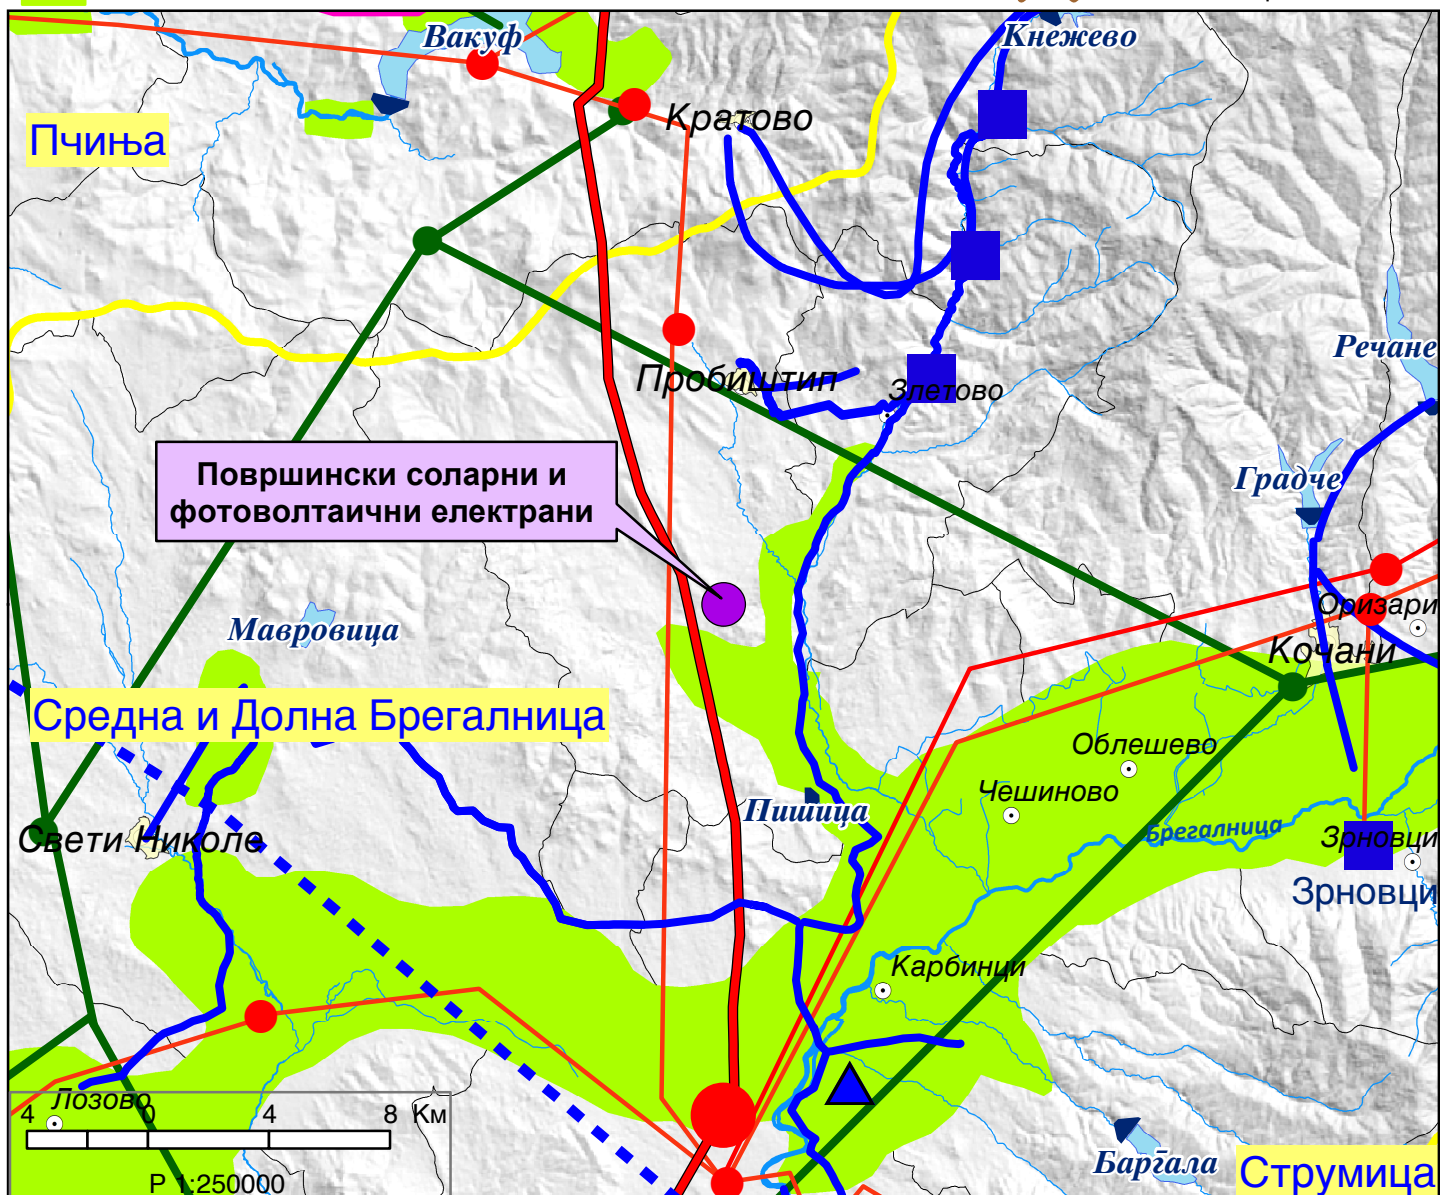 Вакуф
Кнежево
Кратово
Пчиња
Речане
Пробиштип
Злетово
Површински соларни и
фотоволтаични електрани
Градче
Мавровица
Оризари
Кочани
Средна и Долна Брегалница
Облешево
Чешиново
Пишица
Брегалница
Свети Николе
Зрновци
Зрновци
Карбинци
Лозово
4 0 4 8 Км
Р 1:250000
Баргала
Струмица